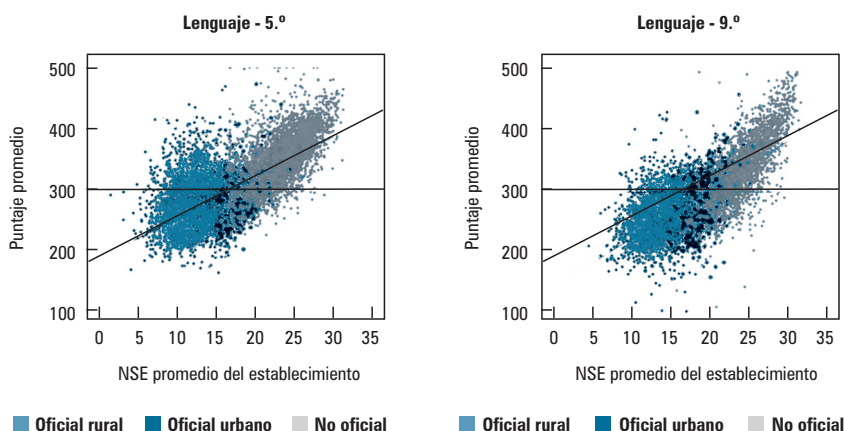 Lenguaje - 5.º
Puntaje promedio
500
400
300
200
100
0 5 10 15 20 25 30 35
NSE promedio del establecimiento
Oficial rural Oficial urbano No oficial
Lenguaje - 9.º
Puntaje promedio
500
400
300
200
100
0 5 10 15 20 25 30 35
NSE promedio del establecimiento
Oficial rural Oficial urbano No oficial